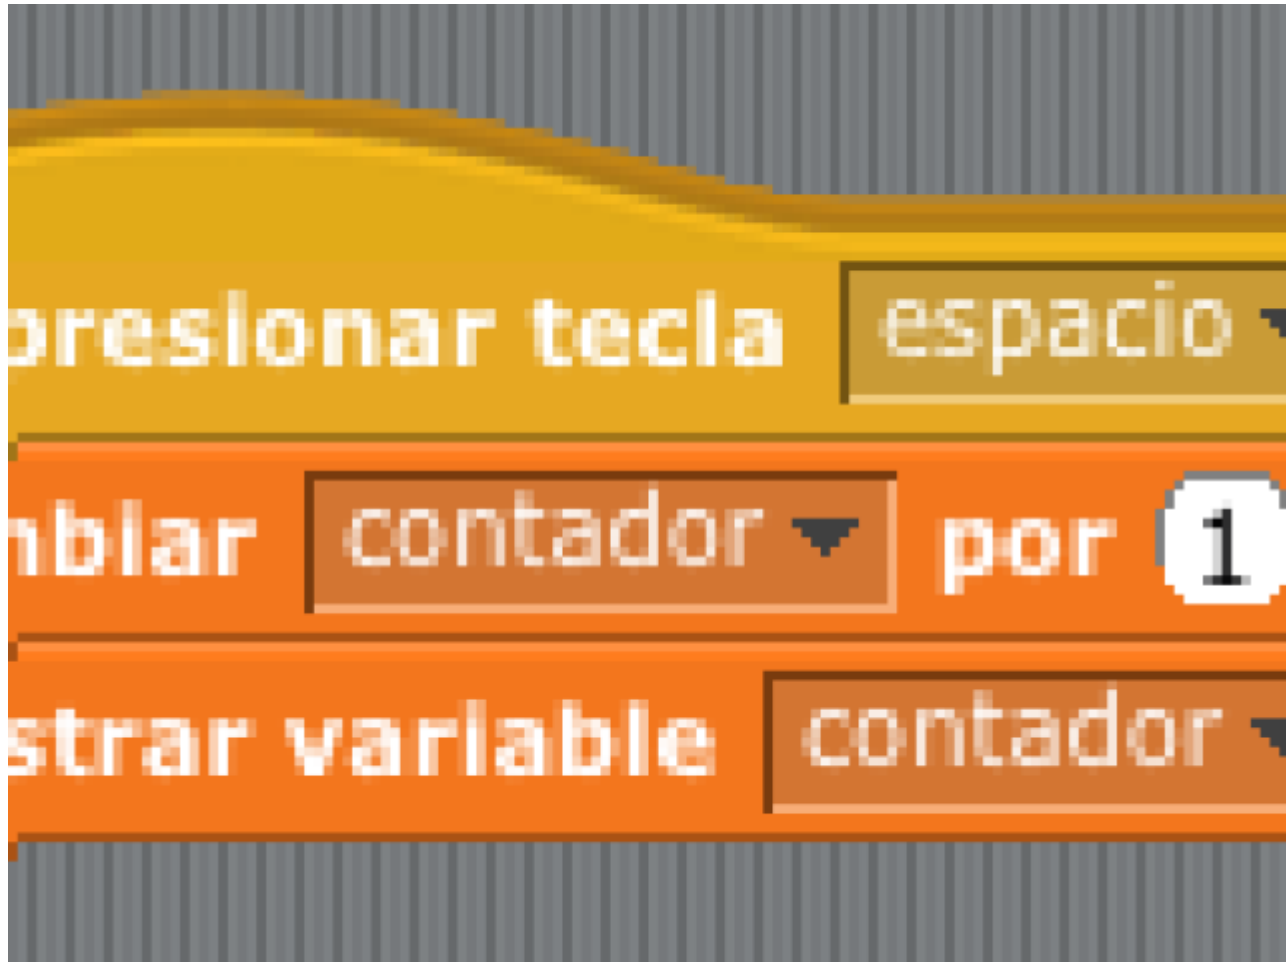 presionar tecla espacio
mbiar contador por 1
strar variable contador